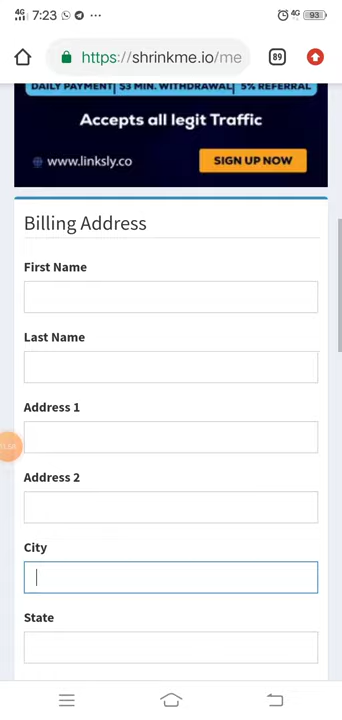 4G 7:23 4G 93
https://shrinkme.io/me 89
DAILY PAYMENT| $3 MIN. WITHDRAWAL| 5% REFERRAL
Accepts all legit Traffic
www.linksly.co SIGN UP NOW
Billing Address
First Name
Last Name
Address 1
Address 2
City
State